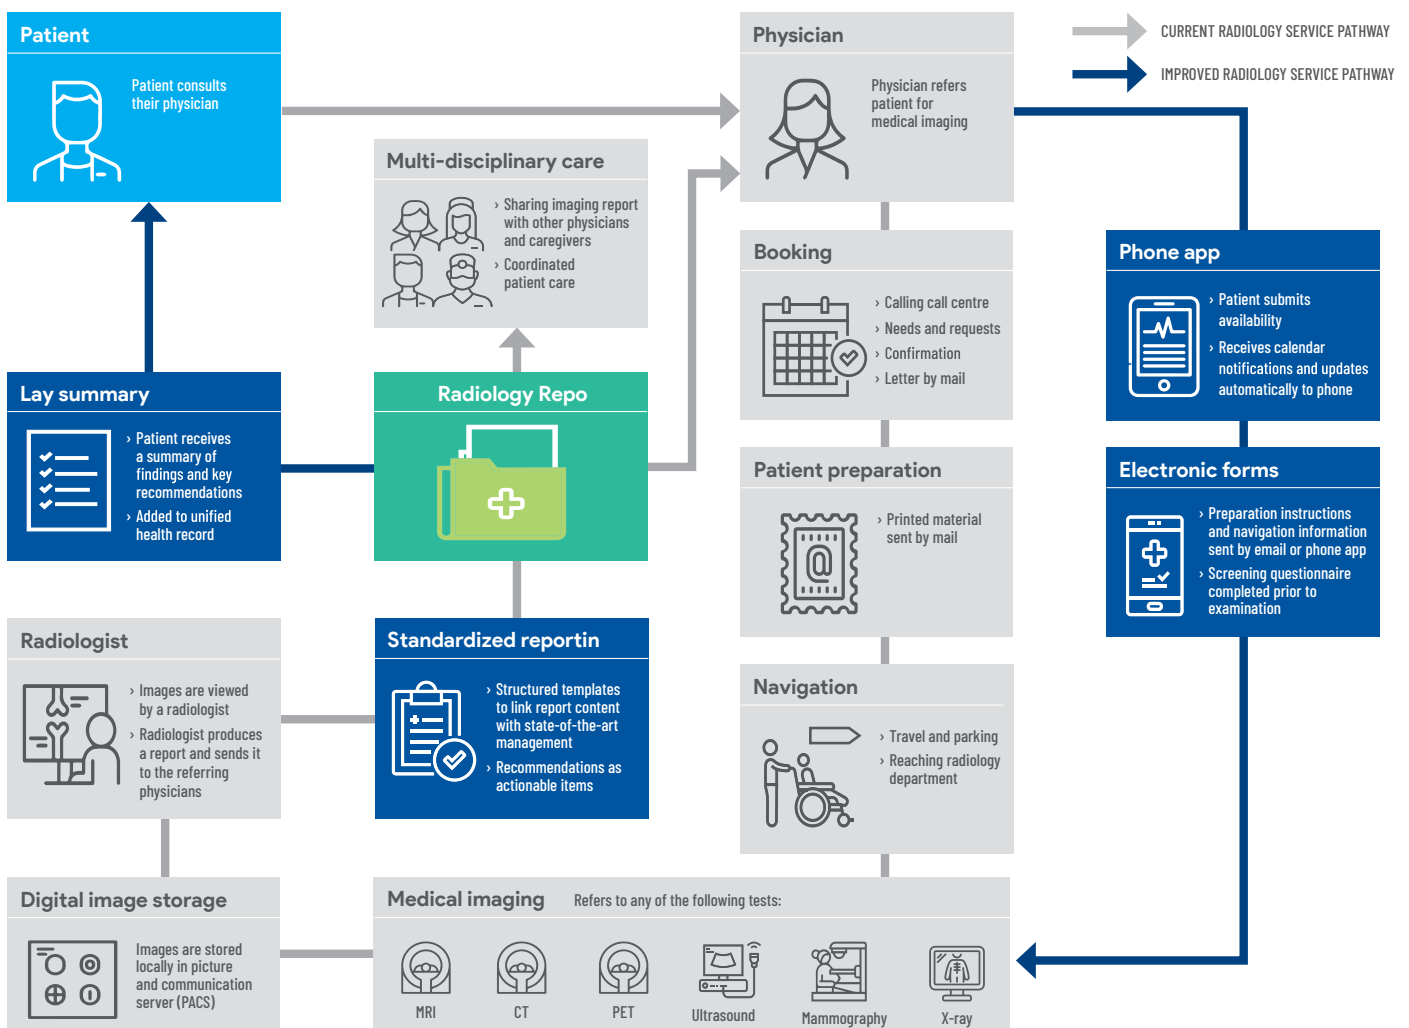 Patient
Patient consults
their physician
Physician
Physician refers
patient for
medical imaging
CURRENT RADIOLOGY SERVICE PATHWAY
IMPROVED RADIOLOGY SERVICE PATHWAY
Multi-disciplinary care
› Sharing imaging report
with other physicians
and caregivers
› Coordinated
patient care
Booking
› Calling call centre
› Needs and requests
› Confirmation
› Letter by mail
Phone app
› Patient submits
availability
› Receives calendar
notifications and updates
automatically to phone
Lay summary
› Patient receives
a summary of
findings and key
recommendations
› Added to unified
health record
Radiology Repo
Patient preparation
› Printed material
sent by mail
@
Electronic forms
› Preparation instructions
and navigation information
sent by email or phone app
› Screening questionnaire
completed prior to
examination
Radiologist
› Images are viewed
by a radiologist
› Radiologist produces
a report and sends it
to the referring
physicians
Standardized reportin
› Structured templates
to link report content
with state-of-the-art
management
› Recommendations as
actionable items
Navigation
› Travel and parking
› Reaching radiology
department
Digital image storage
Images are stored
locally in picture
and communication
server (PACS)
Medical imaging
Refers to any of the following tests:
MRI
CT
PET
Ultrasound
Mammography
X-ray